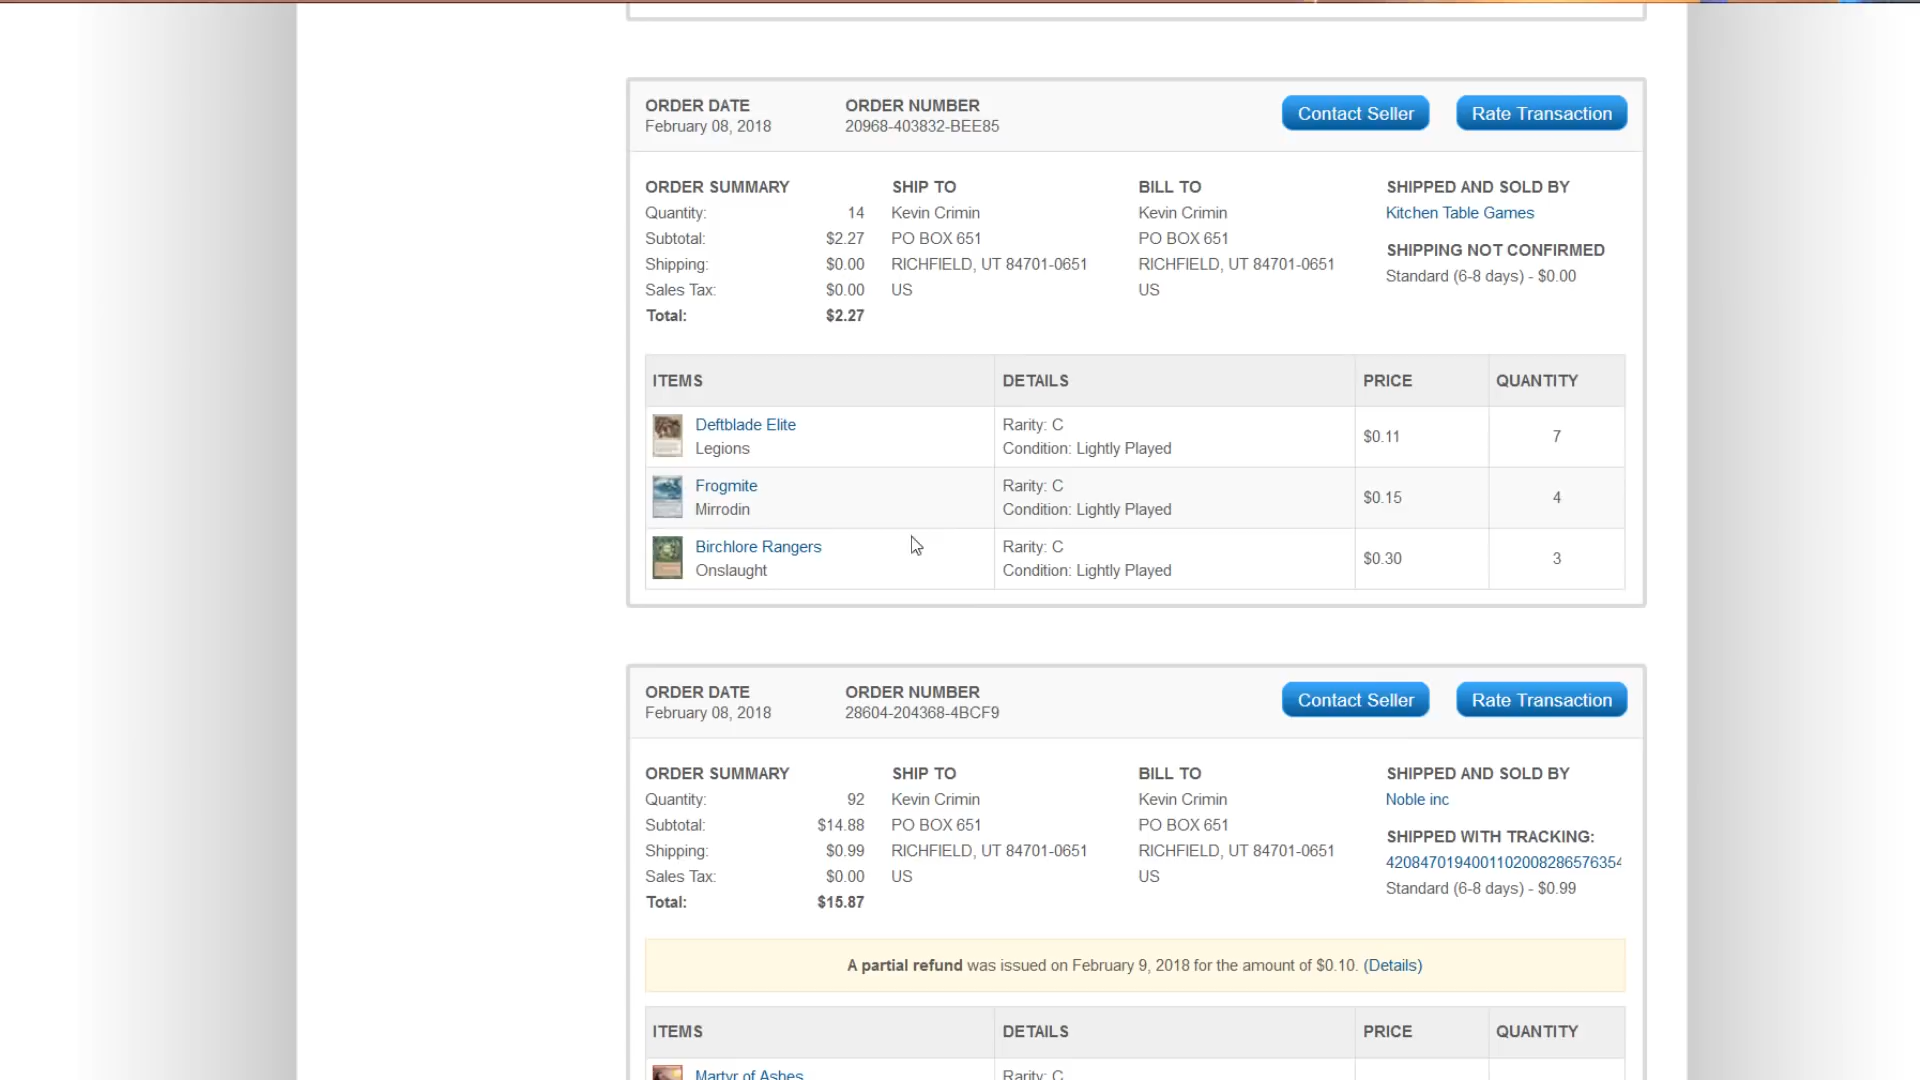 ORDER DATE
February 08, 2018
ORDER NUMBER
20968-403832-BEE85
Contact Seller
Rate Transaction
ORDER SUMMARY
Quantity: 14
Subtotal: $2.27
Shipping: $0.00
Sales Tax: $0.00
Total: $2.27
SHIP TO
Kevin Crimin
PO BOX 651
RICHFIELD, UT 84701-0651
US
BILL TO
Kevin Crimin
PO BOX 651
RICHFIELD, UT 84701-0651
US
SHIPPED AND SOLD BY
Kitchen Table Games
SHIPPING NOT CONFIRMED
Standard (6-8 days) - $0.00
ITEMS DETAILS PRICE QUANTITY
Deftblade Elite
Legions
Rarity: C
Condition: Lightly Played
$0.11
7
Frogmite
Mirrodin
Rarity: C
Condition: Lightly Played
$0.15
4
Birchlore Rangers
Onslaught
Rarity: C
Condition: Lightly Played
$0.30
3
ORDER DATE
February 08, 2018
ORDER NUMBER
28604-204368-4BCF9
Contact Seller
Rate Transaction
ORDER SUMMARY
Quantity: 92
Subtotal: $14.88
Shipping: $0.99
Sales Tax: $0.00
Total: $15.87
SHIP TO
Kevin Crimin
PO BOX 651
RICHFIELD, UT 84701-0651
US
BILL TO
Kevin Crimin
PO BOX 651
RICHFIELD, UT 84701-0651
US
SHIPPED AND SOLD BY
Noble inc
SHIPPED WITH TRACKING:
420847019400110200828657635
Standard (6-8 days) - $0.99
A partial refund was issued on February 9, 2018 for the amount of $0.10. (Details)
ITEMS DETAILS PRICE QUANTITY
Martyr of Ashes
Rarity: C